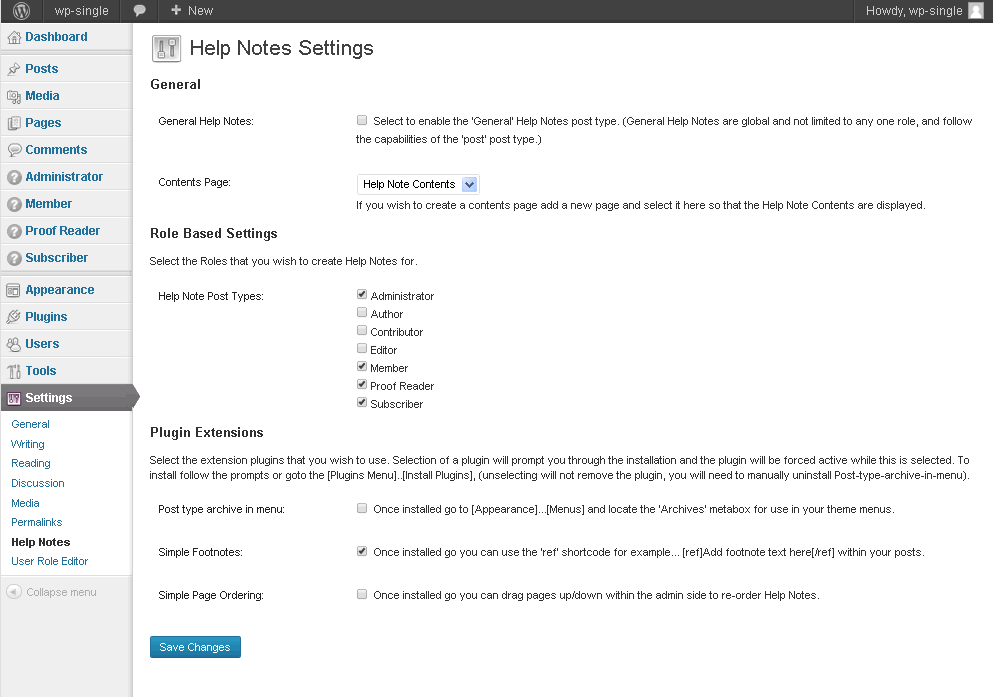 wp-single
New
Howdy, wp-single
Dashboard
Posts
Media
Pages
Comments
Administrator
Member
Proof Reader
Subscriber
Appearance
Plugins
Users
Tools
Settings
General
Writing
Reading
Discussion
Media
Permalinks
Help Notes
User Role Editor
Collapse menu
Help Notes Settings
General
General Help Notes:
Select to enable the 'General' Help Notes post type. (General Help Notes are global and not limited to any one role, and follow
the capabilities of the 'post' post type.)
Contents Page:
Help Note Contents
If you wish to create a contents page add a new page and select it here so that the Help Note Contents are displayed.
Role Based Settings
Select the Roles that you wish to create Help Notes for.
Help Note Post Types:
Administrator
Author
Contributor
Editor
Member
Proof Reader
Subscriber
Plugin Extensions
Select the extension plugins that you wish to use. Selection of a plugin will prompt you through the installation and the plugin will be forced active while this is selected. To
install follow the prompts or goto the [Plugins Menu]..[Install Plugins], (unselecting will not remove the plugin, you will need to manually uninstall Post-type-archive-in-menu).
Post type archive in menu:
Once installed go to [Appearance]...[Menus] and locate the 'Archives' metabox for use in your theme menus.
Simple Footnotes:
Once installed go you can use the 'ref' shortcode for example... [ref]Add footnote text here[/ref] within your posts.
Simple Page Ordering:
Once installed go you can drag pages up/down within the admin side to re-order Help Notes.
Save Changes